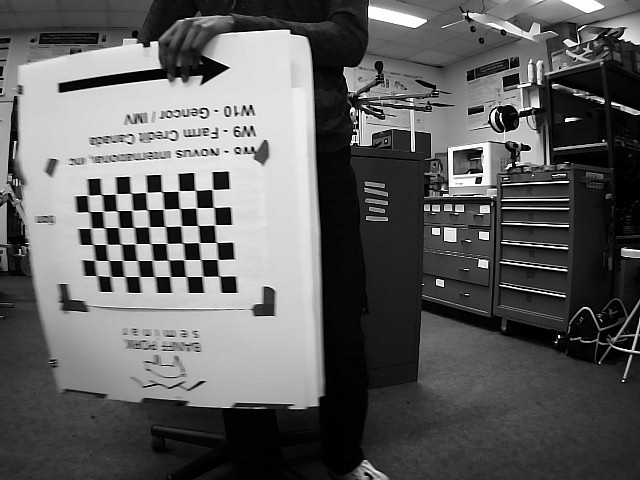 BANFF PORK
seminar
W8 - Novus International, Inc
W9 - Farm Credit Canada
W10 - Gencor / IMV